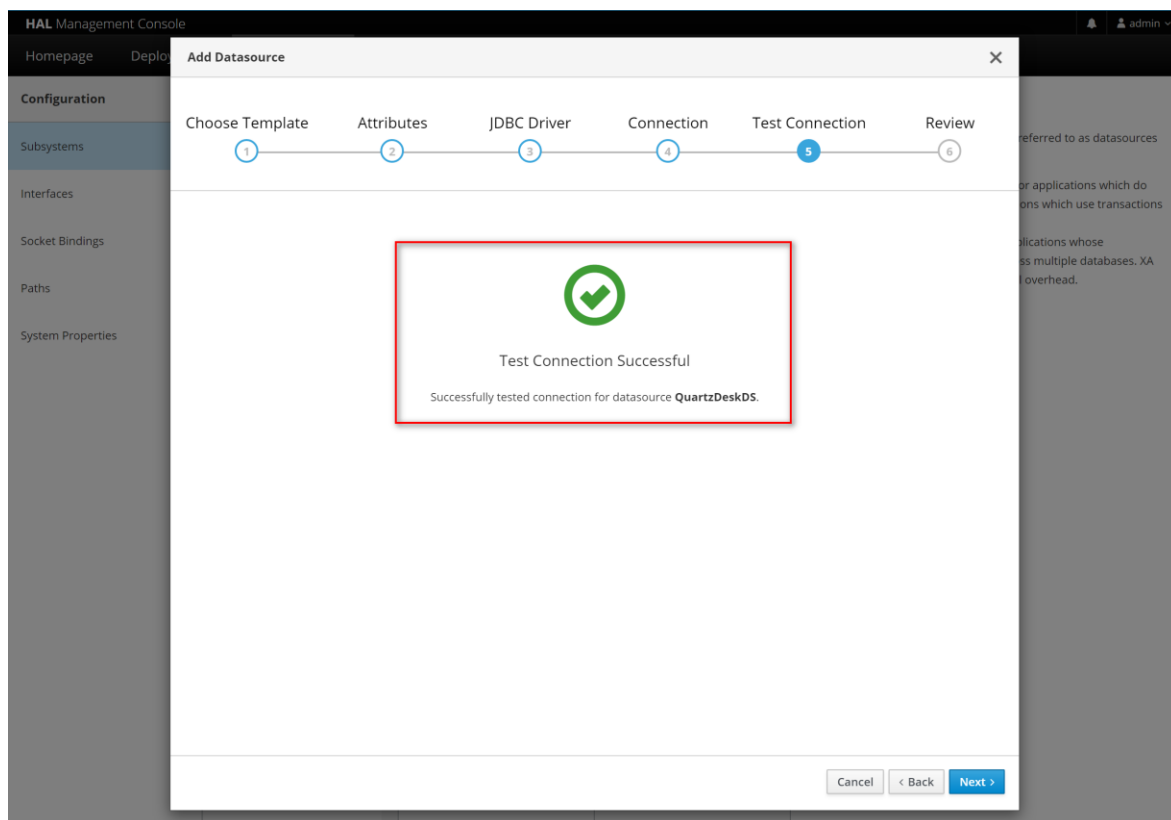 HAL Management Console
admin
Homepage
Add Datasource
Configuration
Choose Template
Attributes
JDBC Driver
Connection
Test Connection
Review
1
2
3
4
5
6
Subsystems
Interfaces
Socket Bindings
Paths
System Properties
referred to as datasources
or applications which do
ons which use transactions
plications whose
ss multiple databases. XA
overhead.
Test Connection Successful
Successfully tested connection for datasource QuartzDeskDS.
Cancel
< Back
Next >